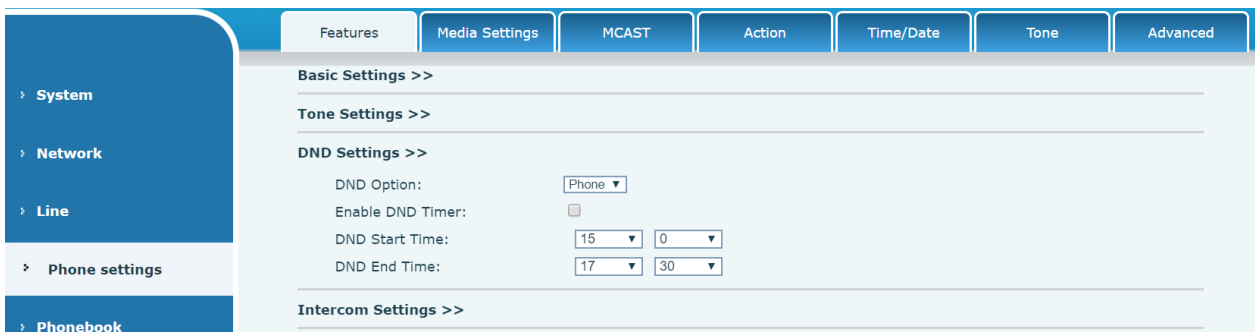 Features Media Settings MCAST Action Time/Date Tone Advanced
Basic Settings >>
System
Tone Settings >>
Network
DND Settings >>
DND Option: Phone
Line
Enable DND Timer:
DND Start Time: 15 0
Phone settings
DND End Time: 17 30
Intercom Settings >>
Phonebook